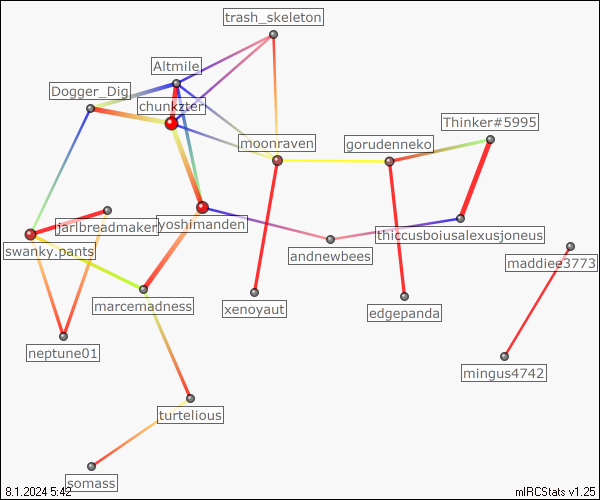 trash_skeleton
Altmile
Dogger_Dig
chunkzter
Thinker#5995
moonraven
gorudenneko
jarlbreadmaker
yoshimanden
thiccusboiusalexusjoneus
swanky.pants
andnewbees
maddiee3773
marcemadness
xenoyaut
edgepanda
neptune01
mingus4742
turtelious
somass
8.1.2024 5:42
mIRCStats v1.25